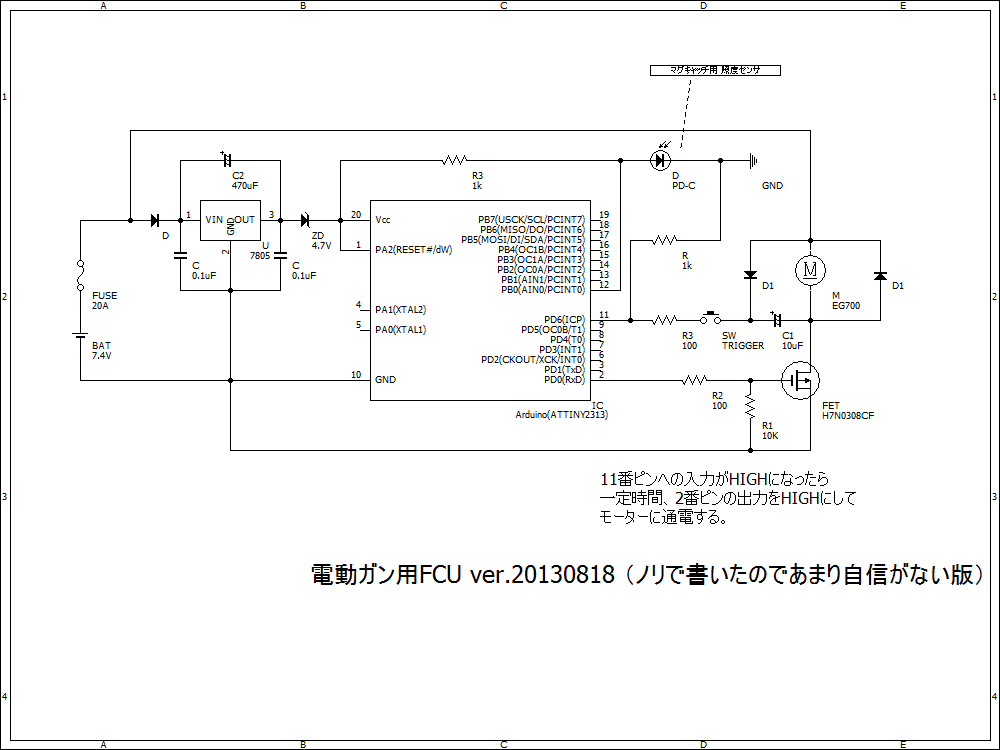 A B C D E
マグキャッチ用 照度センサ
1 1
C2
470uF
R3
1k
D
PD-C
GND
1 VIN OUT 3
GND
2
D
U
7805
ZD
4.7V
C
0.1uF
C
0.1uF
20 Vcc
1 PA2(RESET#/dW)
4 PA1(XTAL2)
5 PA0(XTAL1)
10 GND
PB7(USCK/SCL/PCINT7) 19
PB6(MISO/DO/PCINT6) 18
PB5(MOSI/DI/SDA/PCINT5) 17
PB4(OC1B/PCINT4) 16
PB3(OC1A/PCINT3) 15
PB2(OC0A/PCINT2) 14
PB1(AIN1/PCINT1) 13
PB0(AIN0/PCINT0) 12
PD6(ICP) 11
PD5(OC0B/T1) 9
PD4(T0) 8
PD3(INT1) 7
PD2(CKOUT/XCK/INT0) 6
PD1(TxD) 3
PD0(RxD) 2
IC
Arduino(ATTINY2313)
R
1k
D1
M
M
EG700
D1
2 2
FUSE
20A
BAT
7.4V
R3
100
SW
TRIGGER
C1
10uF
R2
100
R1
10K
FET
H7N0308CF
3 3
11番ピンへの入力がHIGHになったら
一定時間、2番ピンの出力をHIGHにして
モーターに通電する。
電動ガン用FCU ver.20130818（ノリで書いたのであまり自信がない版）
4 4
A B C D E